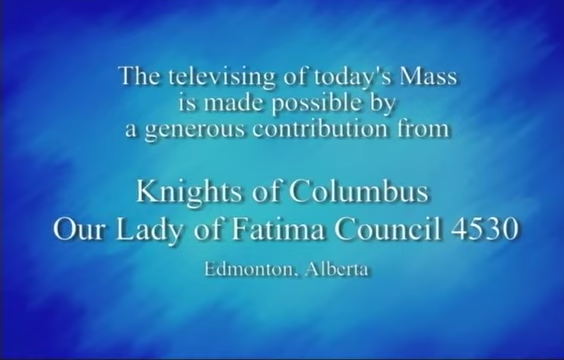 The televising of today's Mass
is made possible by
a generous contribution from
Knights of Columbus
Our Lady of Fatima Council 4530
Edmonton, Alberta